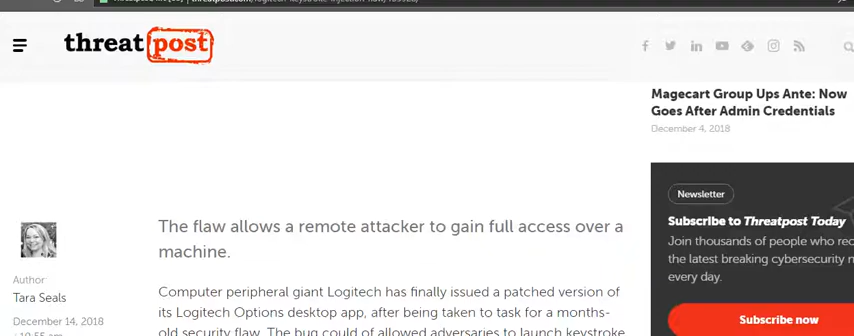 threatpost
Magecart Group Ups Ante: Now
Goes After Admin Credentials
December 4, 2018
Newsletter
Subscribe to Threatpost Today
Join thousands of people who
the latest breaking cybersecurity
every day.
Subscribe now
The flaw allows a remote attacker to gain full access over a
machine.
Author:
Tara Seals
December 14, 2018
Computer peripheral giant Logitech has finally issued a patched version of
its Logitech Options desktop app, after being taken to task for a months-
old security flaw. The bug could of allowed adversaries to launch keystroke